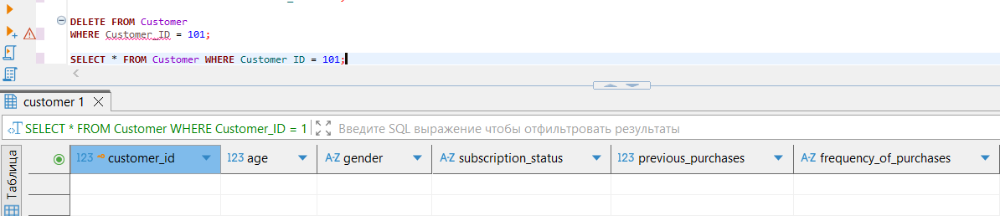 DELETE FROM Customer
WHERE Customer_ID = 101;
SELECT * FROM Customer WHERE Customer_ID = 101;
customer 1
SELECT * FROM Customer WHERE Customer_ID = 1
Введите SQL выражение чтобы отфильтровать результаты
Таблица
123 customer_id
123 age
A-Z gender
A-Z subscription_status
123 previous_purchases
A-Z frequency_of_purchases